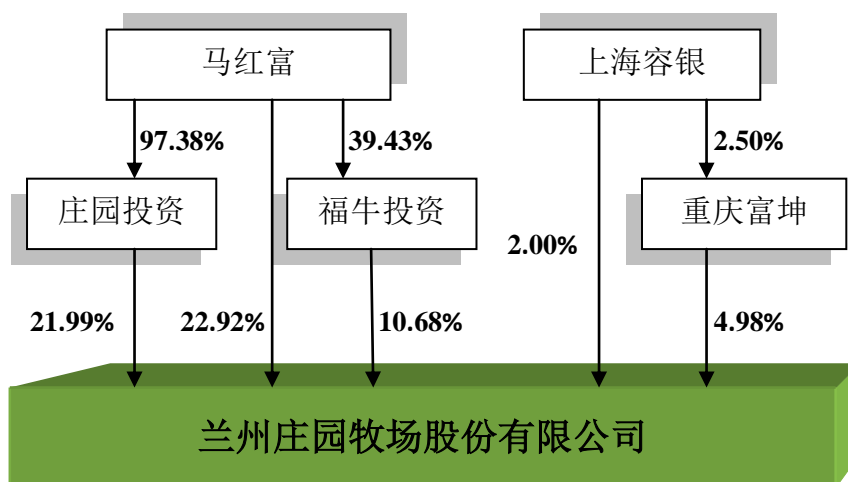 马红富
上海容银
97.38%
39.43%
2.50%
庄园投资
福牛投资
重庆富坤
2.00%
21.99%
22.92%
10.68%
4.98%
兰州庄园牧场股份有限公司